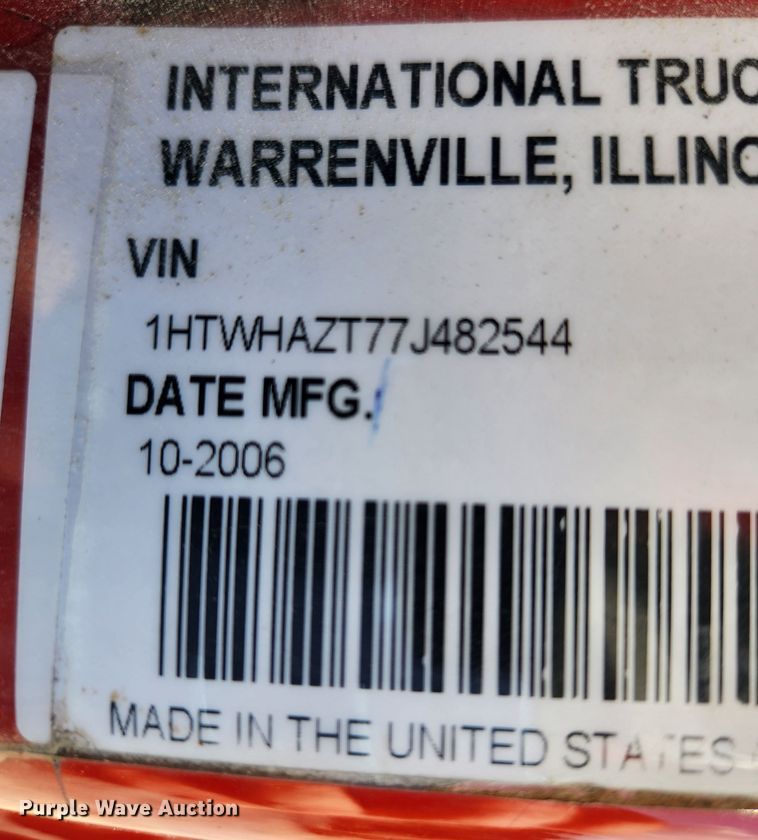 INTERNATIONAL TRUC
WARRENVILLE, ILLINO
VIN
1HTWHAZT77J482544
DATE MFG.
10-2006
MADE IN THE UNITED STATES
Purple Wave Auction